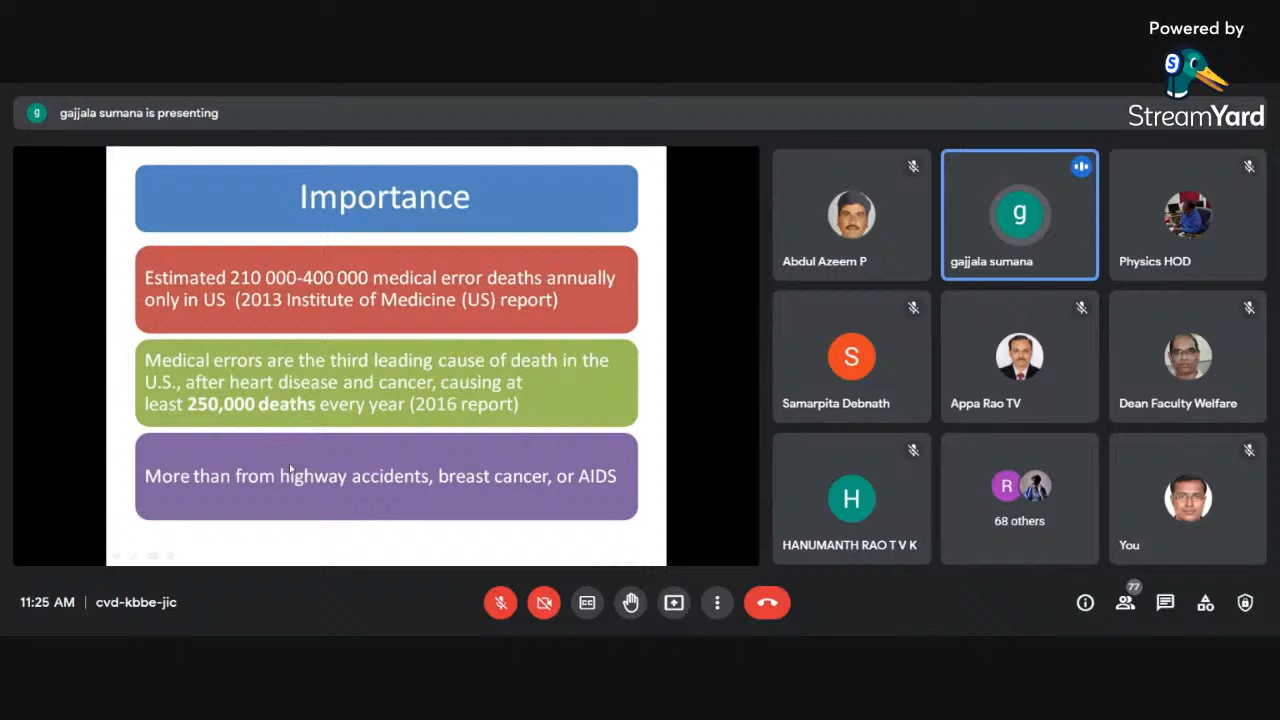 Powered by
StreamYard
g
gajjala sumana is presenting
Importance
Estimated 210 000-400 000 medical error deaths annually
only in US (2013 Institute of Medicine (US) report)
Medical errors are the third leading cause of death in the
U.S., after heart disease and cancer, causing at
least 250,000 deaths every year (2016 report)
More than from highway accidents, breast cancer, or AIDS
Abdul Azeem P
g
gajjala sumana
Physics HOD
S
Samarpita Debnath
Appa Rao TV
Dean Faculty Welfare
H
HANUMANTH RAO T V K
R
68 others
You
11:25 AM | cvd-kbbe-jic
77